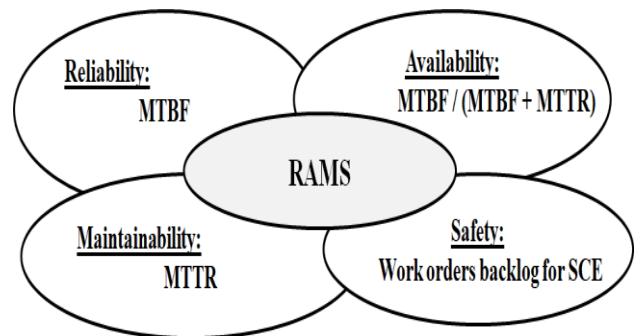 Reliability:
MTBF
Availability:
MTBF / (MTBF + MTTR)
RAMS
Maintainability:
MTTR
Safety:
Work orders backlog for SCE